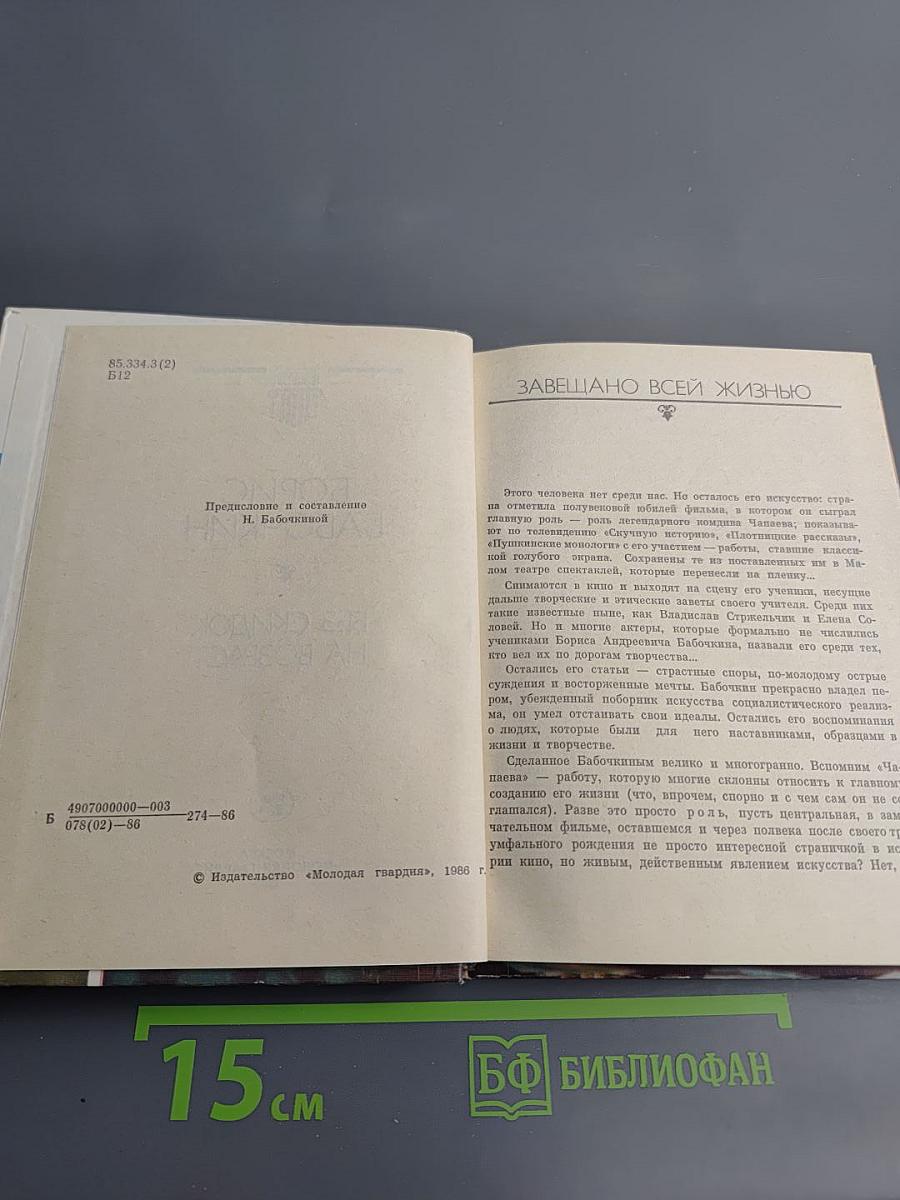 85.334.3(2)
Б12
Предисловие и составление
Н. Бабочкиной
Б 4907000000—003
078(02)—86
274—86
© Издательство «Молодая гвардия», 1986 г.
ЗАВЕЩАНО ВСЕЙ ЖИЗНЬЮ
Этого человека нет среди нас. Но осталось его искусство: стра-
на отметила полувековой юбилей фильма, в котором он сыграл
главную роль — роль легендарного комдива Чапаева; показыва-
ют по телевидению «Скучную историю», «Плотницкие рассказы»,
«Пушкинские монологи» с его участием — работы, ставшие класси-
кой голубого экрана. Сохранены те из поставленных им в Ма-
лом театре спектаклей, которые перенесли на пленку...
Снимаются в кино и выходят на сцену его ученики, несущие
дальше творческие и этические заветы своего учителя. Среди них
такие известные ныне, как Владислав Стржельчик и Елена Со-
ловей. Но и многие актеры, которые формально не числились
учениками Бориса Андреевича Бабочкина, назвали его среди тех,
кто вел их по дорогам творчества...
Остались его статьи — страстные споры, по-молодому острые
суждения и восторженные мечты. Бабочкин прекрасно владел пе-
ром, убежденный поборник искусства социалистического реализ-
ма, он умел отстаивать свои идеалы. Остались его воспоминания
о людях, которые были для него наставниками, образцами в
жизни и творчестве.
Сделанное Бабочкиным велико и многогранно. Вспомним «Ча-
паева» — работу, которую многие склонны относить к главному
созданию его жизни (что, впрочем, спорно и с чем сам он не со
глашался). Разве это просто роль, пусть центральная, в зам
чательном фильме, оставшемся и через полвека после своего тр
умфального рождения не просто интересной страничкой в ис
рии кино, но живым, действенным явлением искусства? Нет,
15 см
БФ БИБЛИОФАН